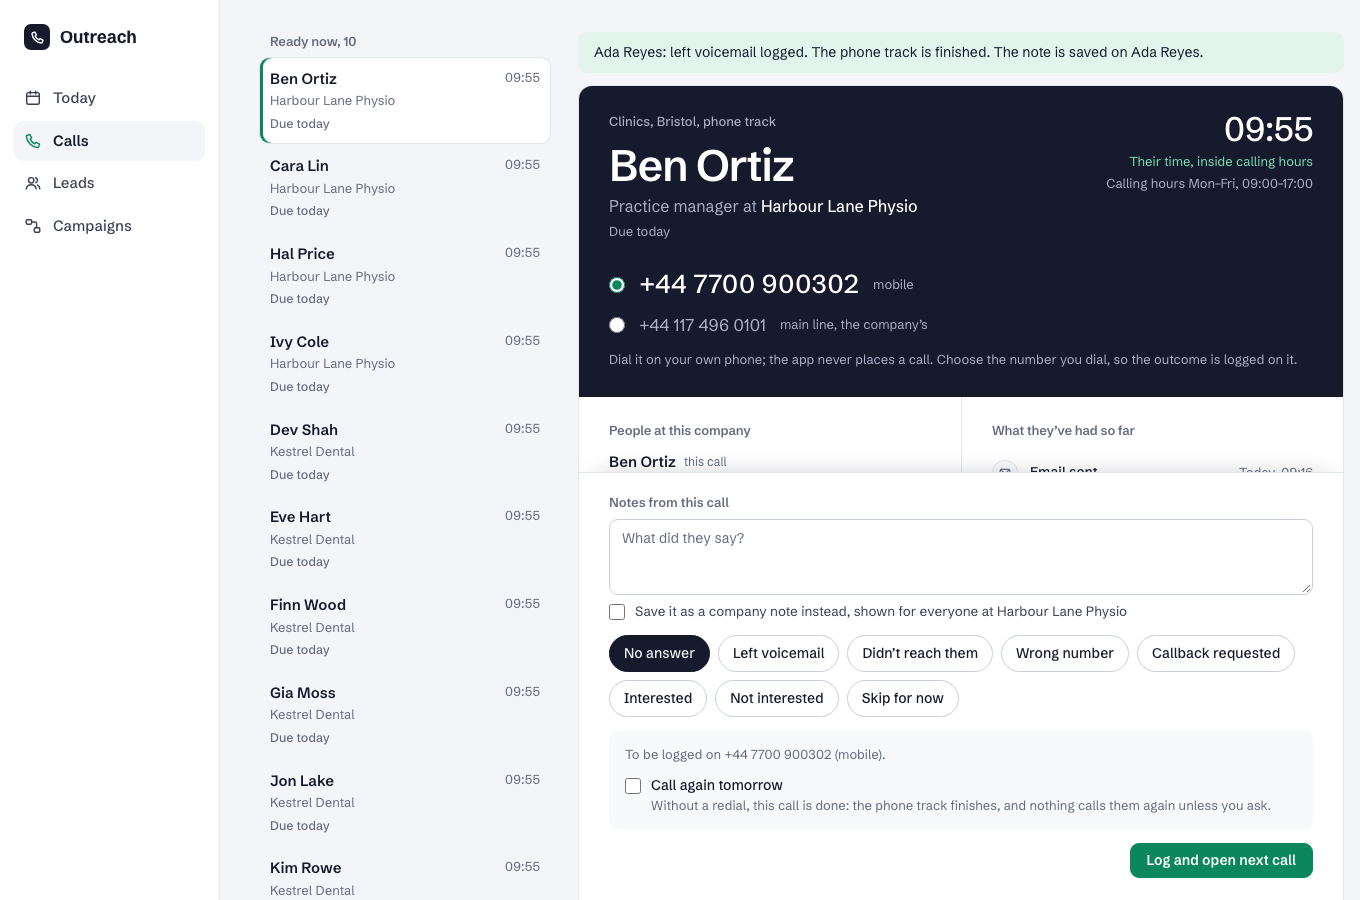 Outreach
Today
Calls
Leads
Campaigns
Ready now, 10
Ben Ortiz 09:55
Harbour Lane Physio
Due today
Cara Lin 09:55
Harbour Lane Physio
Due today
Hal Price 09:55
Harbour Lane Physio
Due today
Ivy Cole 09:55
Harbour Lane Physio
Due today
Dev Shah 09:55
Kestrel Dental
Due today
Eve Hart 09:55
Kestrel Dental
Due today
Finn Wood 09:55
Kestrel Dental
Due today
Gia Moss 09:55
Kestrel Dental
Due today
Jon Lake 09:55
Kestrel Dental
Due today
Kim Rowe 09:55
Kestrel Dental
Ada Reyes: left voicemail logged. The phone track is finished. The note is saved on Ada Reyes.
Clinics, Bristol, phone track
Ben Ortiz
Practice manager at Harbour Lane Physio
Due today
09:55
Their time, inside calling hours
Calling hours Mon–Fri, 09:00–17:00
+44 7700 900302 mobile
+44 117 496 0101 main line, the company’s
Dial it on your own phone; the app never places a call. Choose the number you dial, so the outcome is logged on it.
People at this company
Ben Ortiz this call
What they’ve had so far
Email sent Today, 09:16
Notes from this call
What did they say?
Save it as a company note instead, shown for everyone at Harbour Lane Physio
No answer Left voicemail Didn’t reach them Wrong number Callback requested
Interested Not interested Skip for now
To be logged on +44 7700 900302 (mobile).
Call again tomorrow
Without a redial, this call is done: the phone track finishes, and nothing calls them again unless you ask.
Log and open next call